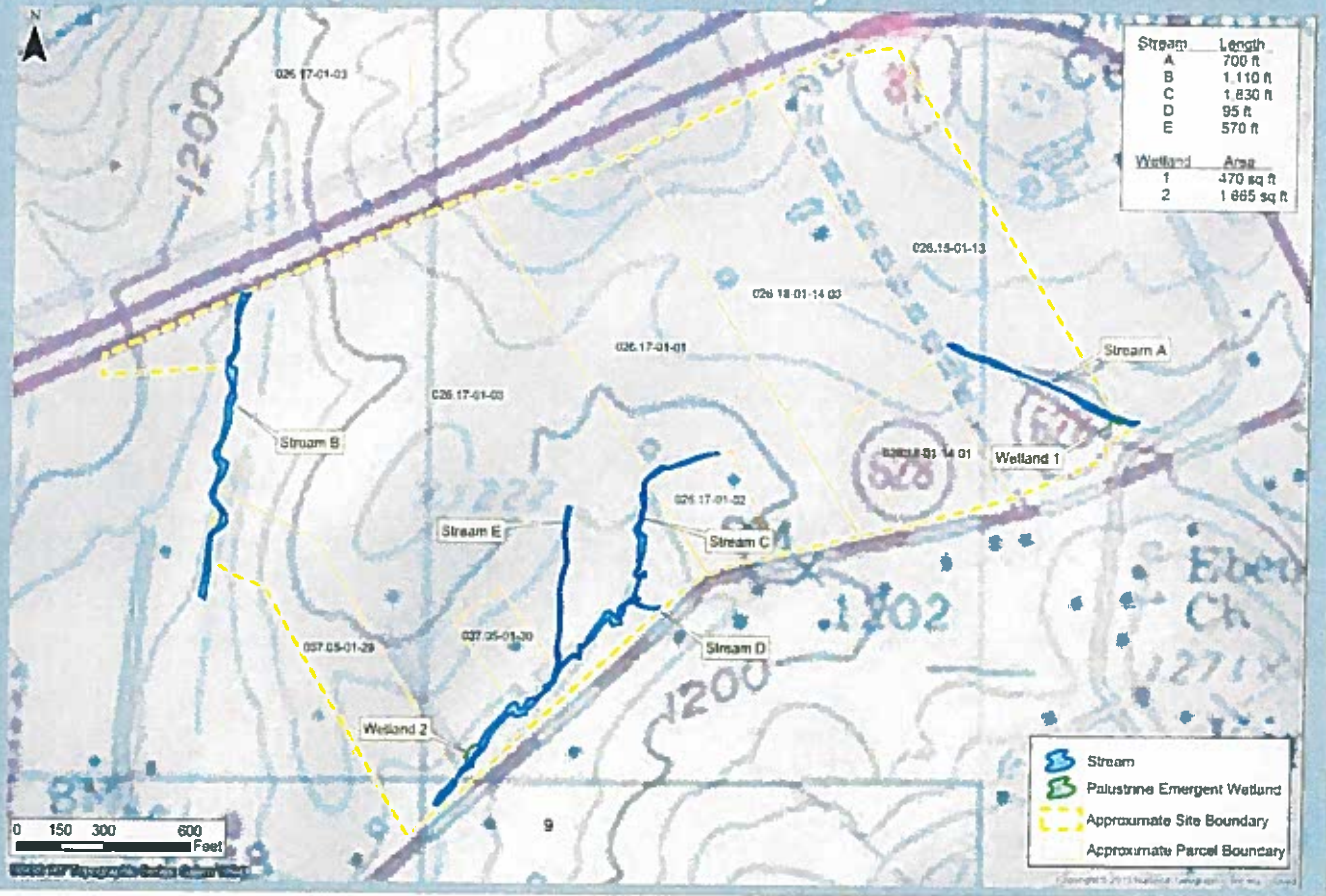 N
Stream Length
A 700 ft
B 1,110 ft
C 1,830 ft
D 95 ft
E 570 ft
Wetland Area
1 470 sq ft
2 1 665 sq ft
026 17-01-03
1200
026.15-01-13
026 18-01-14 03
026.17-01-01
Stream A
026.17-01-03
Stream B
Wetland 1
628
026.17-01-02
Stream E
Stream C
Eben
Ch
1202
037.05-01-29
037.05-01-30
Stream D
1200
Wetland 2
Stream
Palustrine Emergent Wetland
Approximate Site Boundary
Approximate Parcel Boundary
0 150 300 600
Feet
9